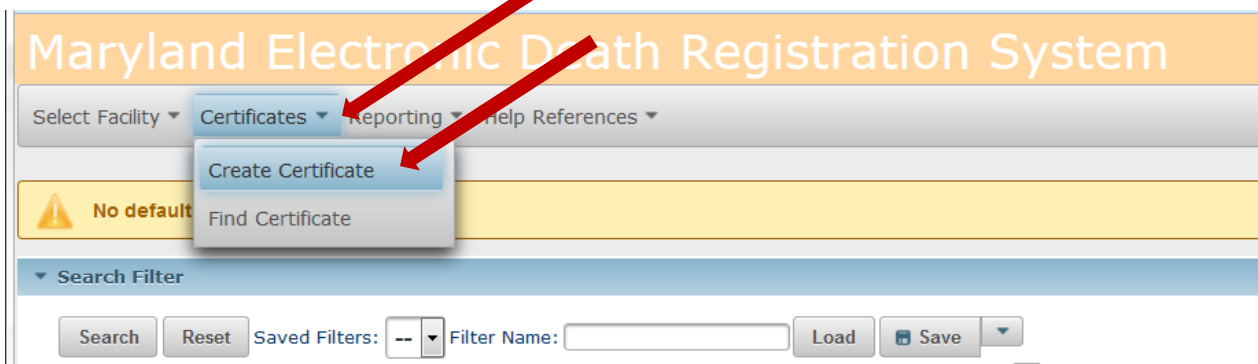 Maryland Electronic Death Registration System
Select Facility Certificates Reporting Help References
Create Certificate
No default
Find Certificate
Search Filter
Search Reset Saved Filters: -- Filter Name: Load Save